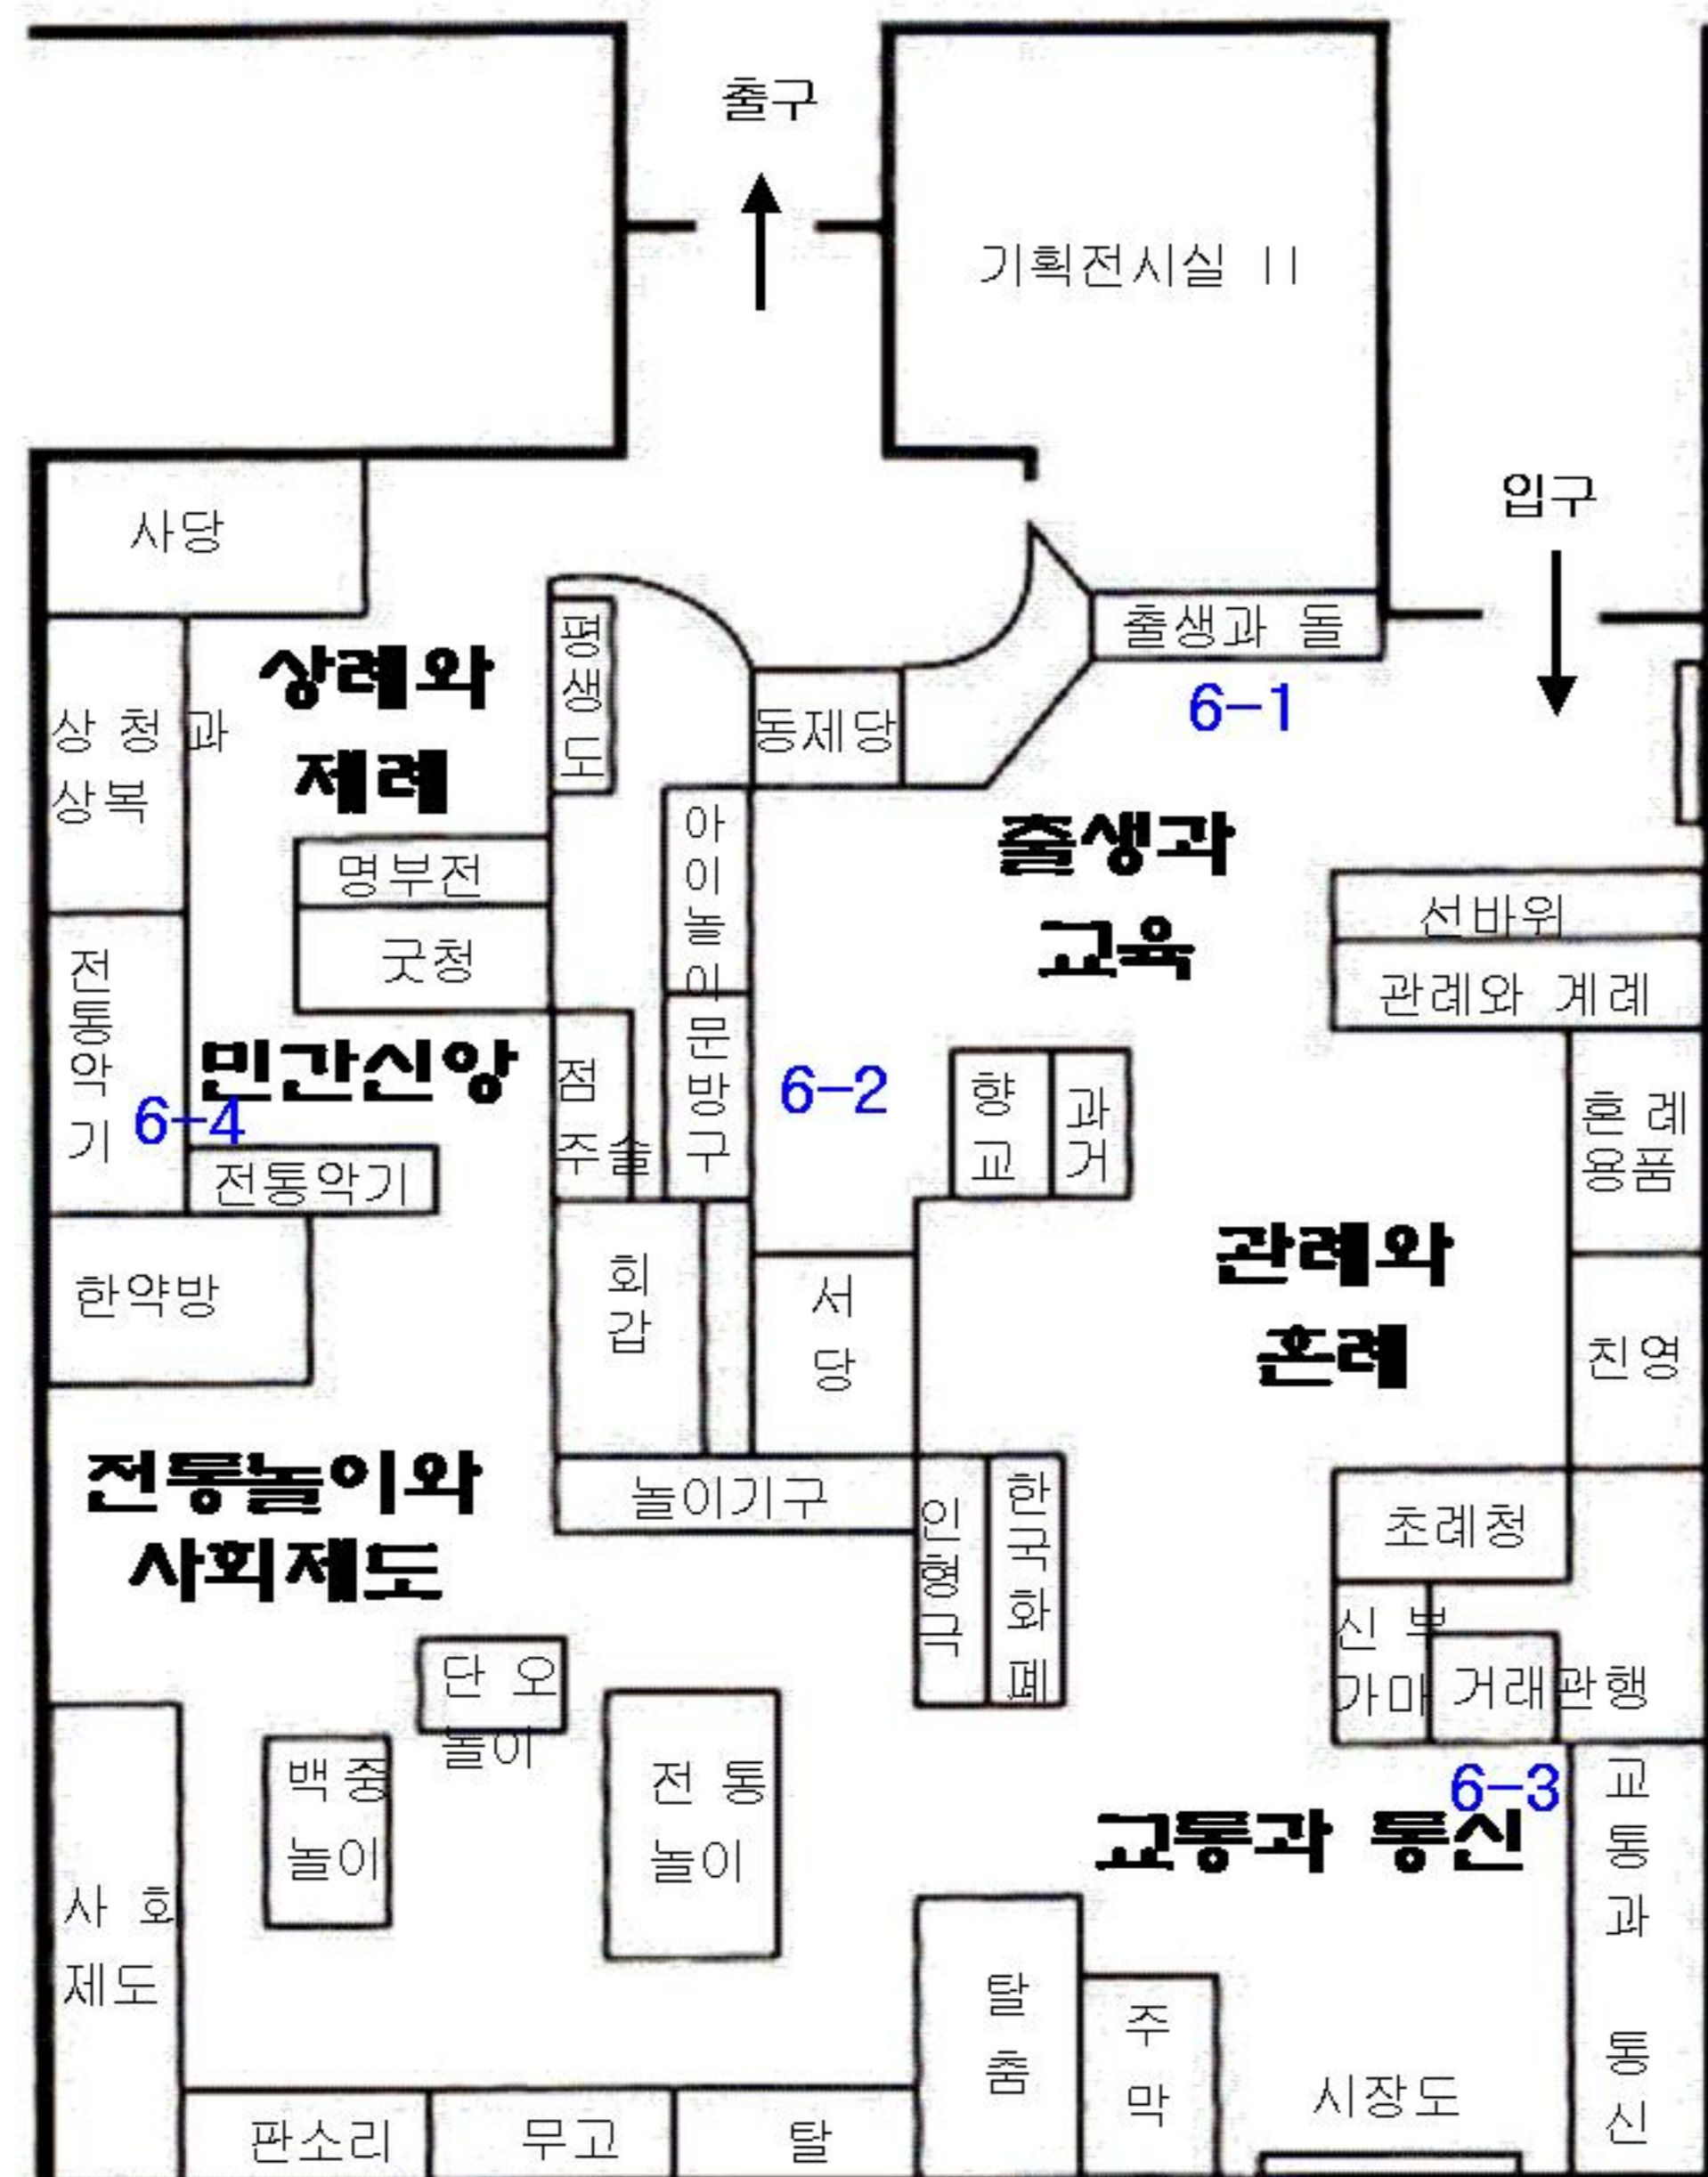 출구
기획전시실 II
입구
사당
출생과 돌
평생도
6-1
상례와
제례
동제당
상청과
상복
아이놀이
출생과
교육
명부전
선바위
굿청
관례와 계례
전통악기
민간신앙
점
주술
문방구
6-2
향교
과거
혼례
용품
6-4
전통악기
한약방
회갑
서당
관례와
혼례
친영
전통놀이와
사회제도
놀이기구
인형극
한국화폐
초례청
신부
가마
거래관행
단오
놀이
백중
놀이
전통
놀이
6-3
교통과 통신
교통과 통신
사회
제도
탈춤
주막
시장도
판소리
무고
탈